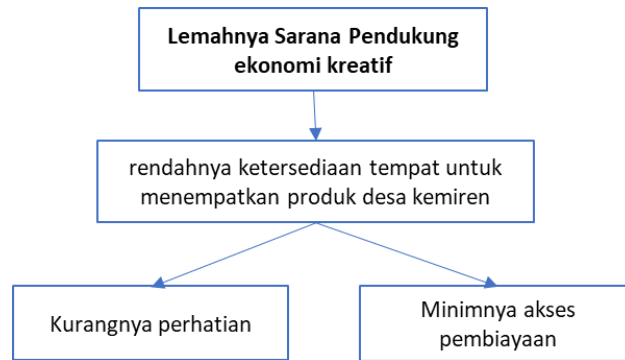 Lemahnya Sarana Pendukung
ekonomi kreatif
rendahnya ketersediaan tempat untuk
menempatkan produk desa kemiren
Kurangnya perhatian
Minimnya akses
pembiayaan